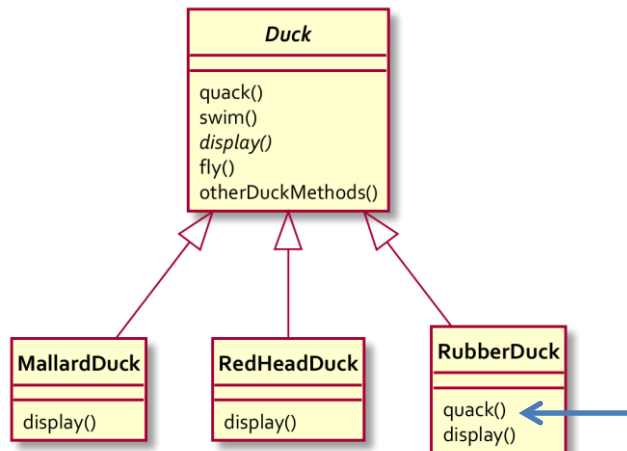 Duck
quack()
swim()
display()
fly()
otherDuckMethods()
MallardDuck
display()
RedHeadDuck
display()
RubberDuck
quack()
display()